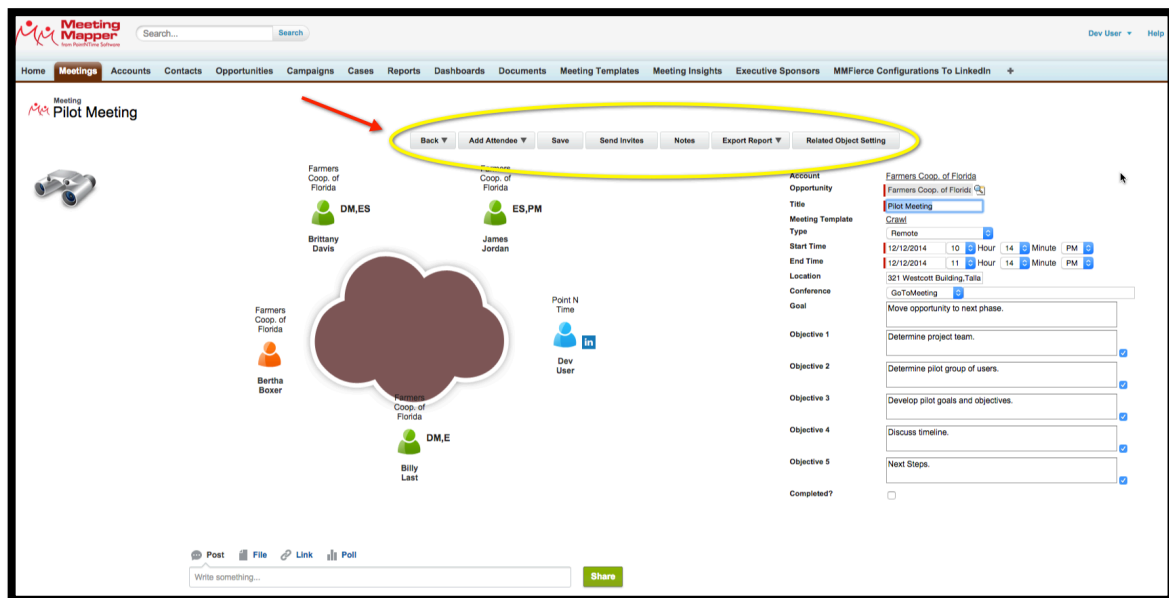 Meeting
Mapper
from PointNTime Software
Search...
Search
Dev User
Help
Home Meetings Accounts Contacts Opportunities Campaigns Cases Reports Dashboards Documents Meeting Templates Meeting Insights Executive Sponsors MMFierce Configurations To LinkedIn +
Meeting
Pilot Meeting
Back Add Attendee Save Send Invites Notes Export Report Related Object Setting
Farmers
Coop. of
Florida
DM,ES
Brittany
Davis
Farmers
Coop. of
Florida
ES,PM
James
Jordan
Farmers
Coop. of
Florida
Bertha
Boxer
Point N
Time
in
Dev
User
Farmers
Coop. of
Florida
DM,E
Billy
Last
Account Farmers Coop. of Florida
Opportunity Farmers Coop. of Florida
Title Pilot Meeting
Meeting Template Crawl
Type Remote
Start Time 12/12/2014 10 Hour 14 Minute PM
End Time 12/12/2014 11 Hour 14 Minute PM
Location 321 Westcott Building,Talla
Conference GoToMeeting
Goal Move opportunity to next phase.
Objective 1 Determine project team.
Objective 2 Determine pilot group of users.
Objective 3 Develop pilot goals and objectives.
Objective 4 Discuss timeline.
Objective 5 Next Steps.
Completed?
Post File Link Poll
Write something...
Share